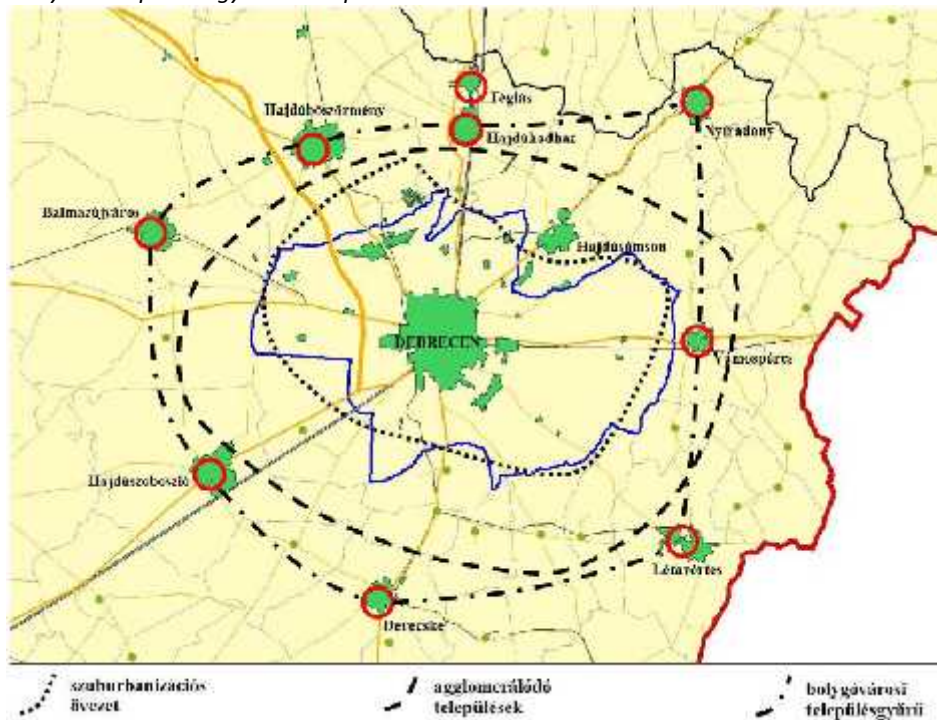 Téglás
Hajdúböszörmény
Hajdúhadház
Nyíradony
Balmazújváros
Hajdúsámson
DEBRECEN
Vámospércs
Hajdúszoboszló
Létavértes
Derecske
szuburbanizációs
övezet
agglomerálódó
települések
bolygóvárosi
településgyűrű